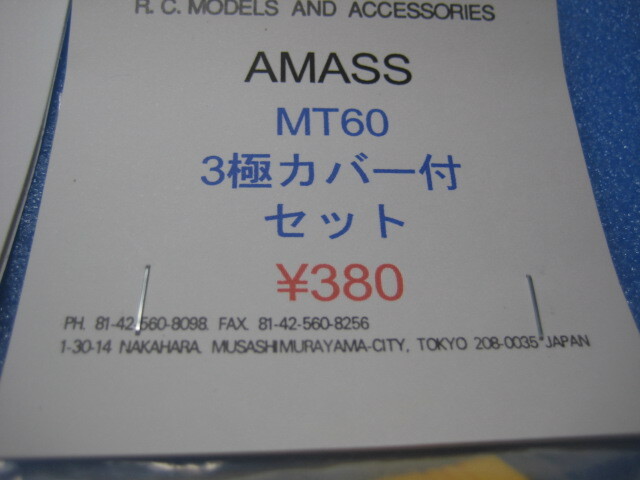 R. C. MODELS AND ACCESSORIES
AMASS
MT60
3極カバー付
セット
¥380
PH. 81-42-560-8098. FAX. 81-42-560-8256
1-30-14 NAKAHARA. MUSASHIMURAYAMA-CITY, TOKYO 208-0035 JAPAN